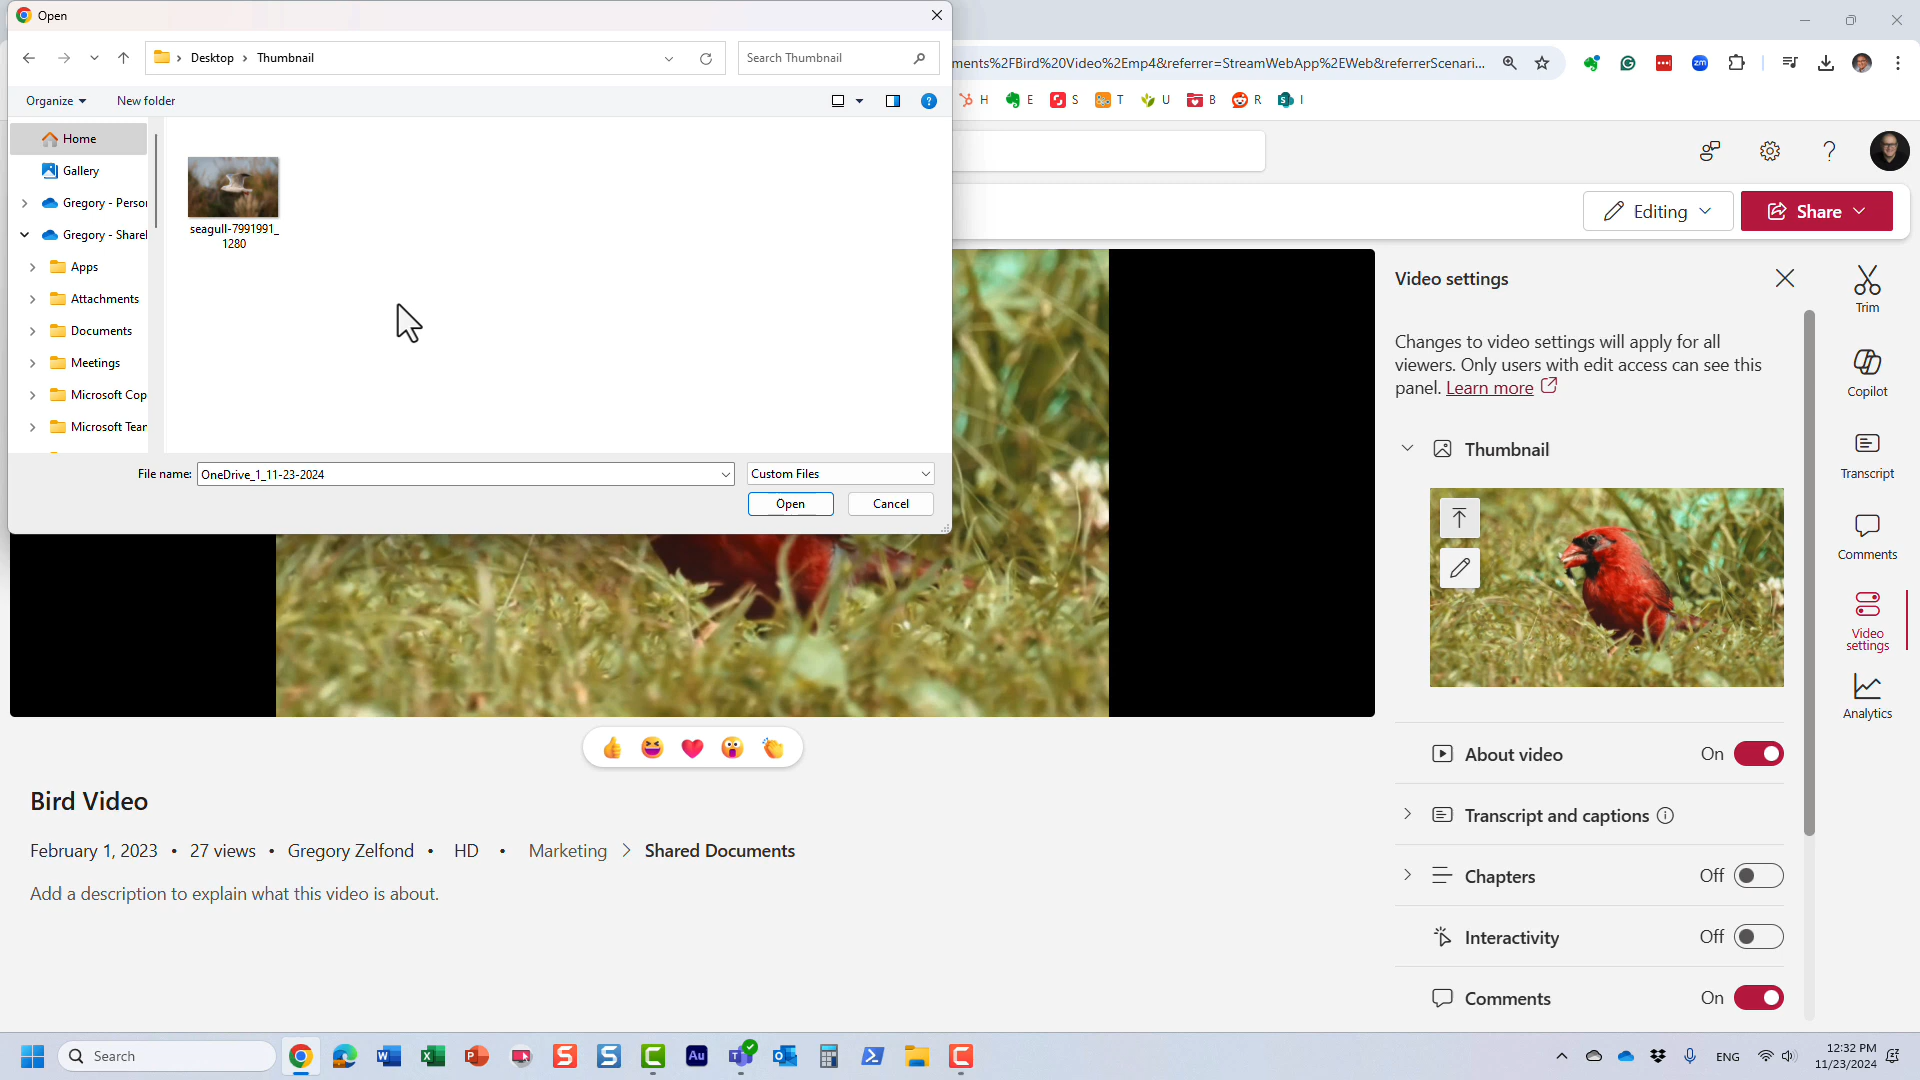 Open
Desktop
Thumbnail
Search Thumbnail
Organize
New folder
Home
Gallery
Gregory - Person
Gregory - Sharel
Apps
Attachments
Documents
Meetings
Microsoft Cop
Microsoft Tear
seagull-7991991_
1280
File name:
OneDrive_1_11-23-2024
Custom Files
Open
Cancel
ments%2FBird%20Video%2Emp4&referrer=StreamWebApp%2EWeb&referrerScenari...
zm
H
E
S
T
U
B
R
I
Editing
Share
Video settings
Changes to video settings will apply for all
viewers. Only users with edit access can see this
panel. Learn more
Thumbnail
About video
On
Transcript and captions
Chapters
Off
Interactivity
Off
Comments
On
Trim
Copilot
Transcript
Comments
Video
settings
Analytics
Bird Video
February 1, 2023 • 27 views • Gregory Zelfond • HD • Marketing > Shared Documents
Add a description to explain what this video is about.
Search
Au
ENG
12:32 PM
11/23/2024